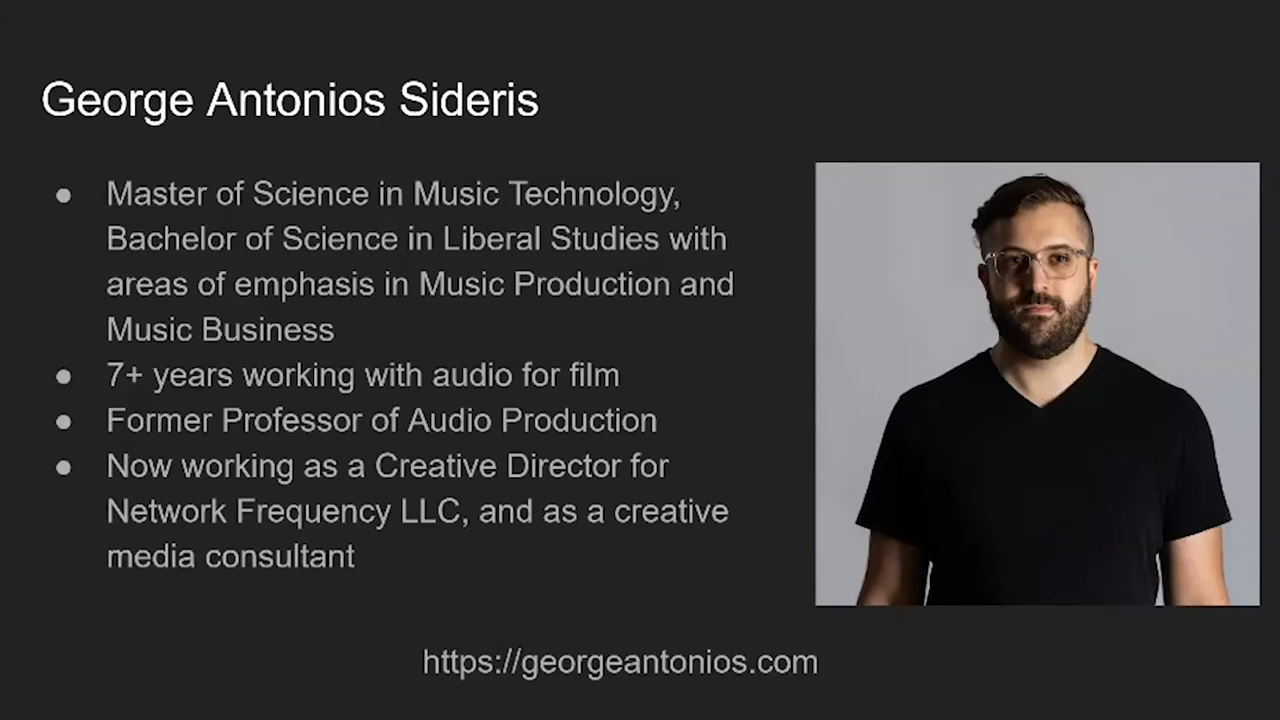 George Antonios Sideris
● Master of Science in Music Technology,
Bachelor of Science in Liberal Studies with
areas of emphasis in Music Production and
Music Business
● 7+ years working with audio for film
● Former Professor of Audio Production
● Now working as a Creative Director for
Network Frequency LLC, and as a creative
media consultant
https://georgeantonios.com